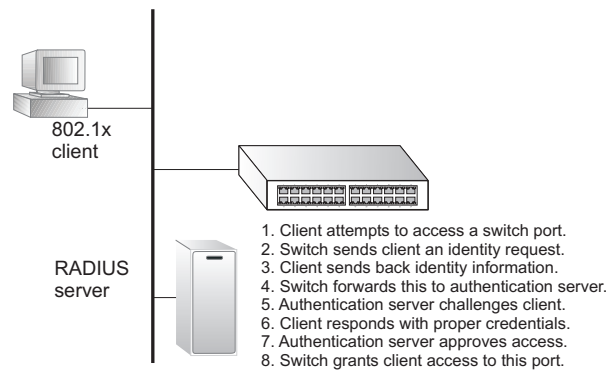 802.1x
client
RADIUS
server
1. Client attempts to access a switch port.
2. Switch sends client an identity request.
3. Client sends back identity information.
4. Switch forwards this to authentication server.
5. Authentication server challenges client.
6. Client responds with proper credentials.
7. Authentication server approves access.
8. Switch grants client access to this port.